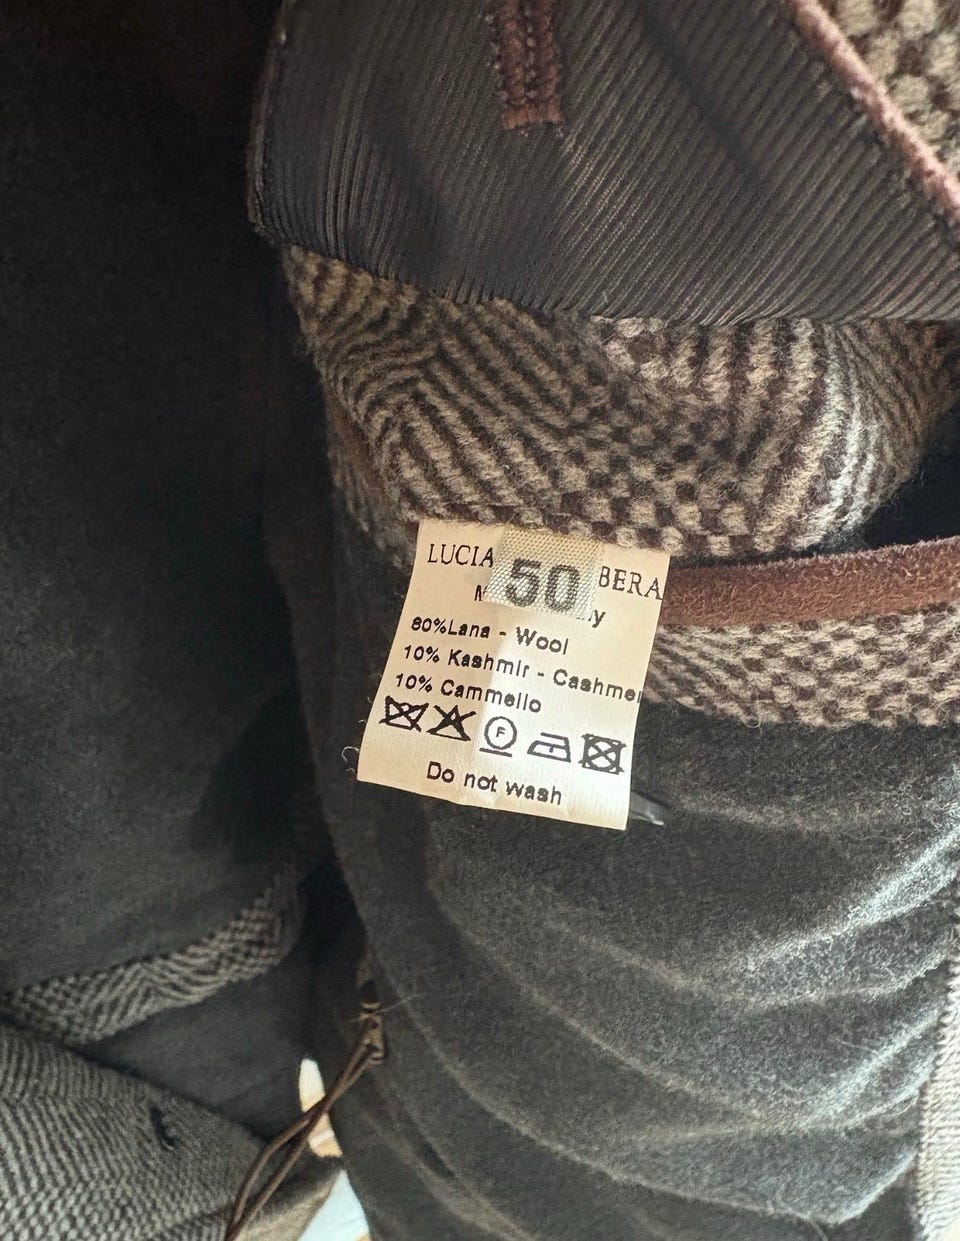 LUCIA 50 BERA
80%Lana - Wool
10% Kashmir - Cashmer
10% Cammello
F
Do not wash